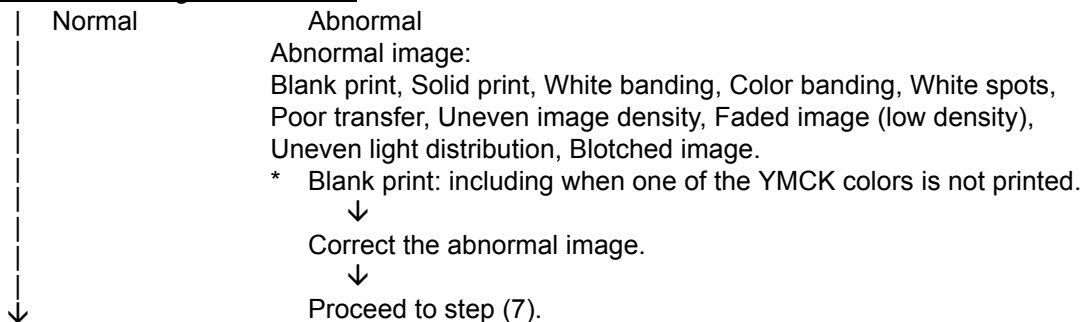 Normal Abnormal
Abnormal image:
Blank print, Solid print, White banding, Color banding, White spots,
Poor transfer, Uneven image density, Faded image (low density),
Uneven light distribution, Blotched image.
* Blank print: including when one of the YMCK colors is not printed.
↓
Correct the abnormal image.
↓
Proceed to step (7).